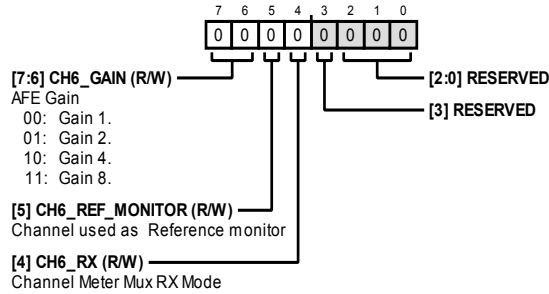 7 6 5 4 3 2 1 0
0 0 0 0 0 0 0 0
[7:6] CH6_GAIN (R/W)
AFE Gain
00: Gain 1.
01: Gain 2.
10: Gain 4.
11: Gain 8.
[5] CH6_REF_MONITOR (R/W)
Channel used as Reference monitor
[4] CH6_RX (R/W)
Channel Meter Mux RX Mode
[2:0] RESERVED
[3] RESERVED